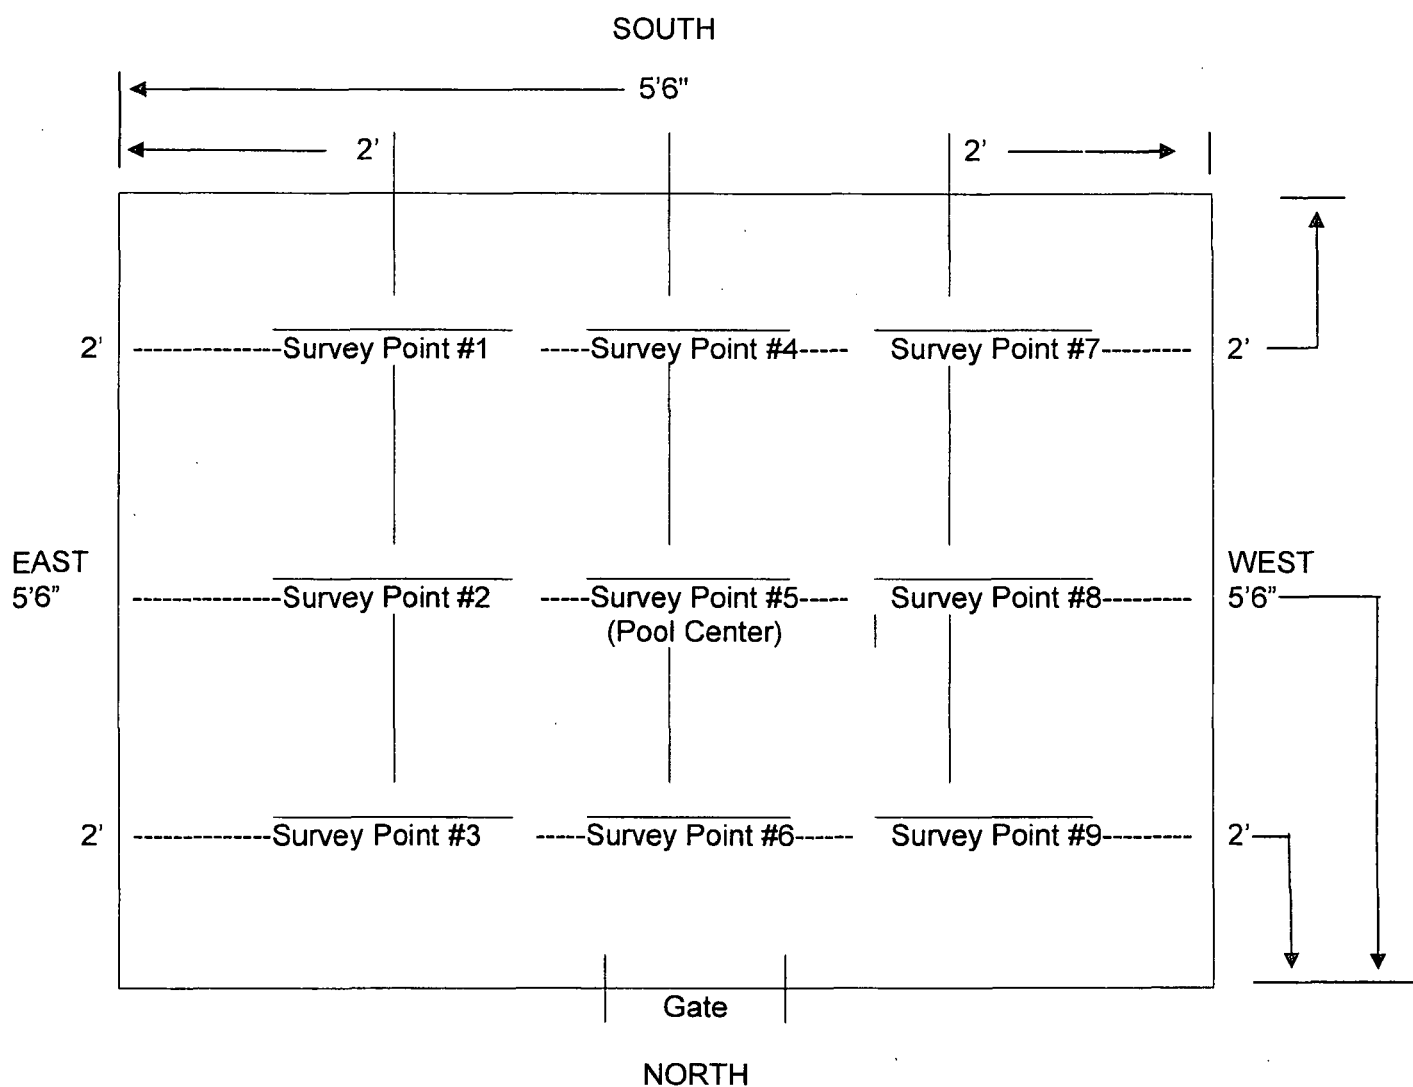 SOUTH
5'6"
2' 2'
2' Survey Point #1 Survey Point #4 Survey Point #7 2'
EAST WEST
5'6" Survey Point #2 Survey Point #5 Survey Point #8 5'6"
(Pool Center)
2' Survey Point #3 Survey Point #6 Survey Point #9 2'
Gate
NORTH